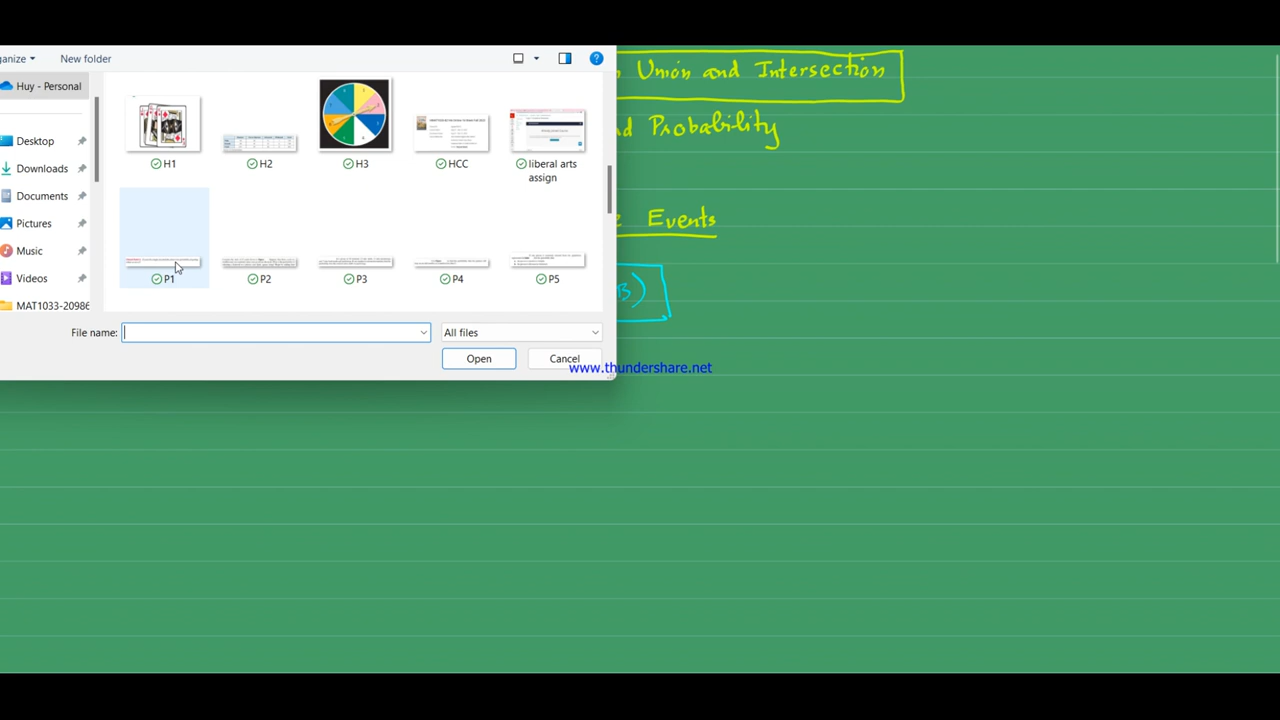 ganize
New folder
Huy - Personal
Desktop
Downloads
Documents
Pictures
Music
Videos
MAT1033-20986
H1
H2
H3
HCC
liberal arts
assign
P1
P2
P3
P4
P5
File name:
All files
Open
Cancel
www.thundershare.net
Union and Intersection
Probability
Events
B)